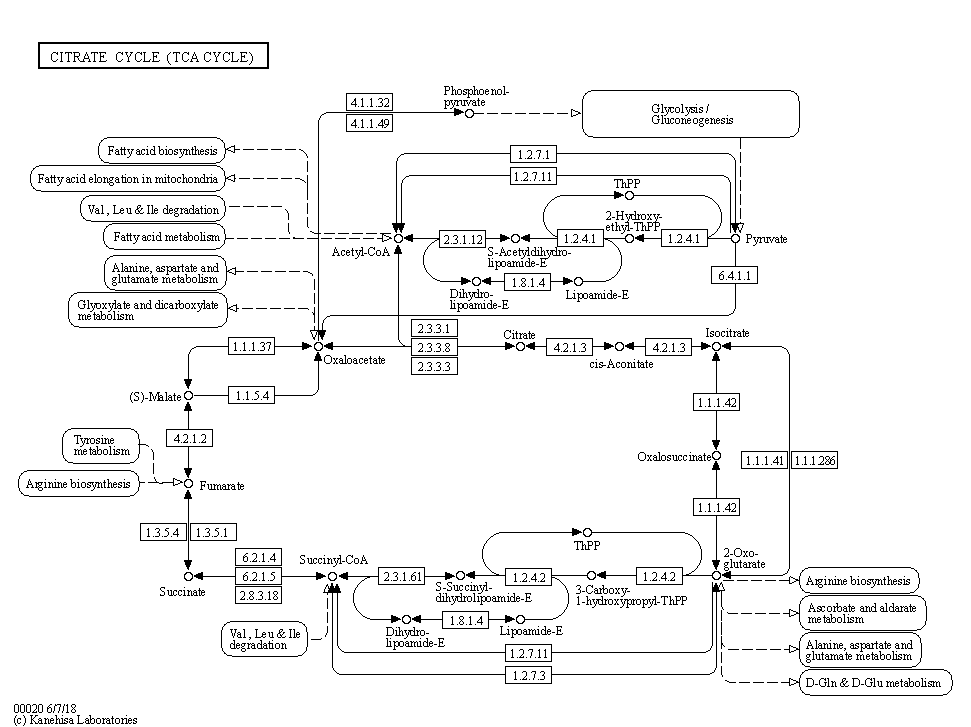 CITRATE CYCLE (TCA CYCLE)
Phosphoenol-
pyruvate
4.1.1.32
4.1.1.49
Glycolysis /
Gluconeogenesis
Fatty acid biosynthesis
Fatty acid elongation in mitochondria
Val, Leu & Ile degradation
Fatty acid metabolism
Alanine, aspartate and
glutamate metabolism
Glyoxylate and dicarboxylate
metabolism
1.2.7.1
1.2.7.11
ThPP
2-Hydroxy-
ethyl-ThPP
Acetyl-CoA
2.3.1.12
1.2.4.1
1.2.4.1
Pyruvate
S-Acetyldihydro-
lipoamide-E
6.4.1.1
1.8.1.4
Dihydro-
lipoamide-E
Lipoamide-E
2.3.3.1
2.3.3.8
2.3.3.3
Citrate
Isocitrate
1.1.1.37
Oxaloacetate
4.2.1.3
4.2.1.3
cis-Aconitate
(S)-Malate
1.1.5.4
1.1.1.42
4.2.1.2
Tyrosine
metabolism
Oxalosuccinate
1.1.1.41
1.1.1.286
Arginine biosynthesis
Fumarate
1.1.1.42
1.3.5.4
1.3.5.1
ThPP
6.2.1.4
6.2.1.5
2.8.3.18
Succinyl-CoA
2-Oxo-
glutarate
Succinate
2.3.1.61
1.2.4.2
1.2.4.2
S-Succinyl-
dihydrolipoamide-E
3-Carboxy-
1-hydroxypropyl-ThPP
Arginine biosynthesis
1.8.1.4
Dihydro-
lipoamide-E
Lipoamide-E
Val, Leu & Ile
degradation
Ascorbate and aldarate
metabolism
1.2.7.11
Alanine, aspartate and
glutamate metabolism
1.2.7.3
D-Gln & D-Glu metabolism
00020 6/7/18
(c) Kanehisa Laboratories